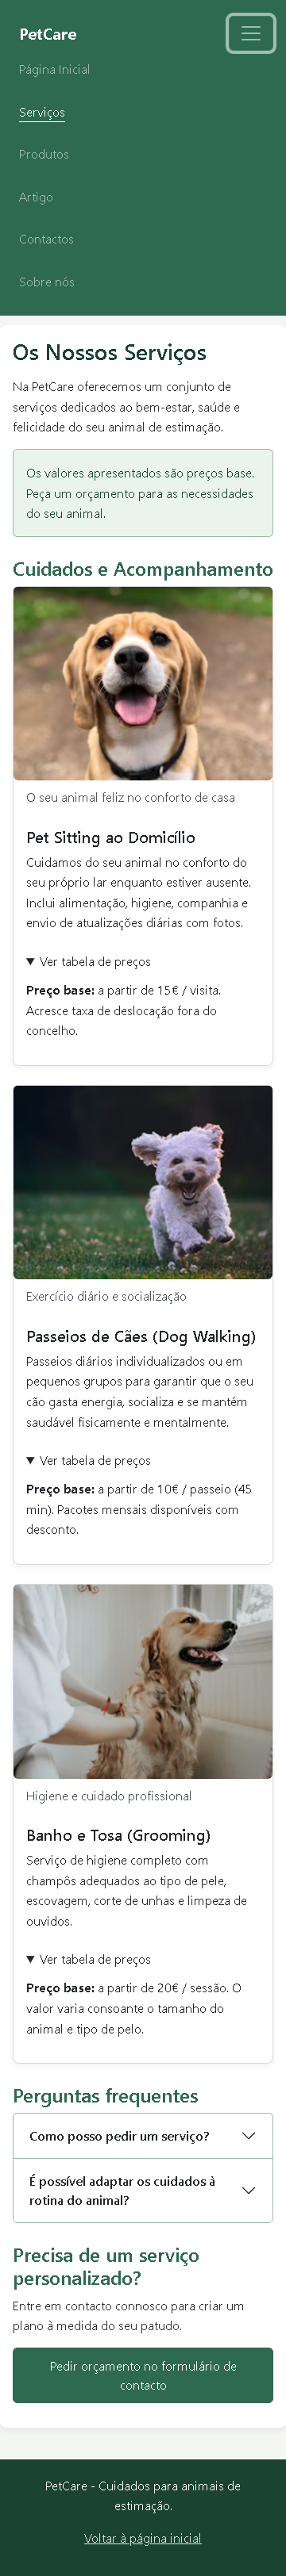 PetCare
Página Inicial
Serviços
Produtos
Artigo
Contactos
Sobre nós
Os Nossos Serviços
Na PetCare oferecemos um conjunto de
serviços dedicados ao bem-estar, saúde e
felicidade do seu animal de estimação.
Os valores apresentados são preços base.
Peça um orçamento para as necessidades
do seu animal.
Cuidados e Acompanhamento
O seu animal feliz no conforto de casa
Pet Sitting ao Domicílio
Cuidamos do seu animal no conforto do
seu próprio lar enquanto estiver ausente.
Inclui alimentação, higiene, companhia e
envio de atualizações diárias com fotos.
▼ Ver tabela de preços
Preço base: a partir de 15€ / visita.
Acresce taxa de deslocação fora do
concelho.
Exercício diário e socialização
Passeios de Cães (Dog Walking)
Passeios diários individualizados ou em
pequenos grupos para garantir que o seu
cão gasta energia, socializa e se mantém
saudável fisicamente e mentalmente.
▼ Ver tabela de preços
Preço base: a partir de 10€ / passeio (45
min). Pacotes mensais disponíveis com
desconto.
Higiene e cuidado profissional
Banho e Tosa (Grooming)
Serviço de higiene completo com
champôs adequados ao tipo de pele,
escovagem, corte de unhas e limpeza de
ouvidos.
▼ Ver tabela de preços
Preço base: a partir de 20€ / sessão. O
valor varia consoante o tamanho do
animal e tipo de pelo.
Perguntas frequentes
Como posso pedir um serviço?
É possível adaptar os cuidados à
rotina do animal?
Precisa de um serviço
personalizado?
Entre em contacto connosco para criar um
plano à medida do seu patudo.
Pedir orçamento no formulário de
contacto
PetCare - Cuidados para animais de
estimação.
Voltar à página inicial